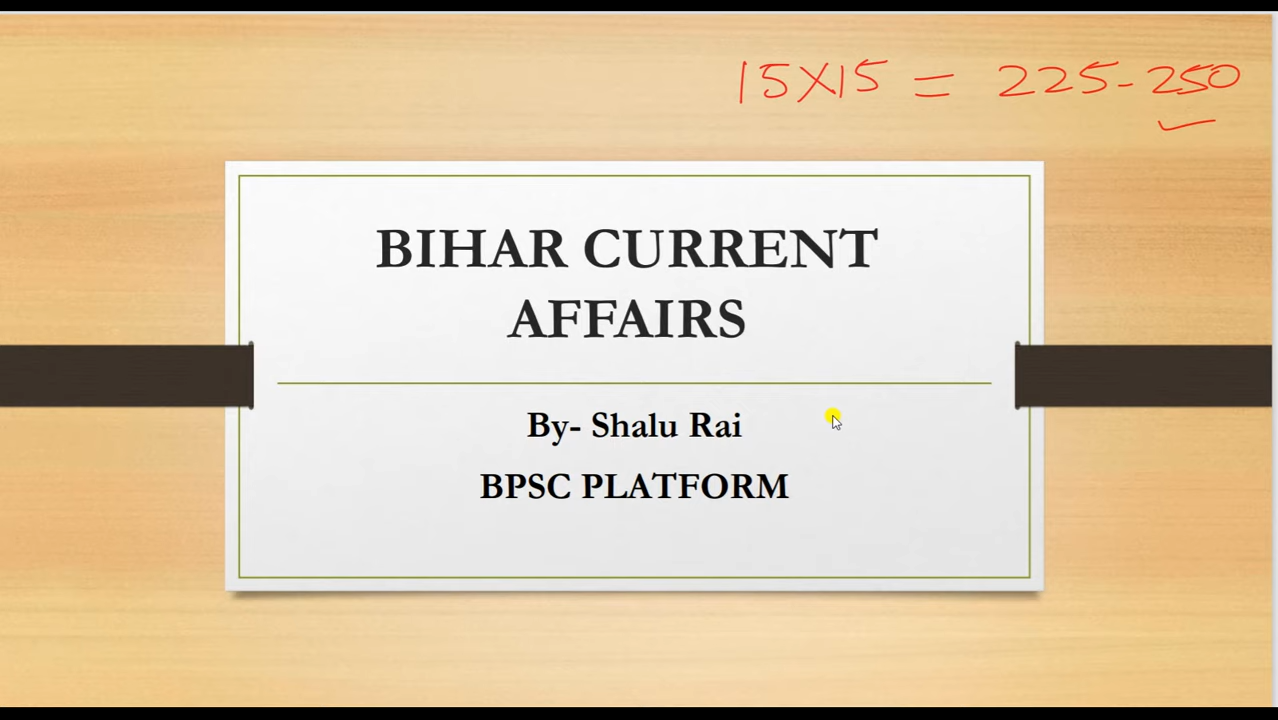 15X15 = 225-250
BIHAR CURRENT
AFFAIRS
By- Shalu Rai
BPSC PLATFORM